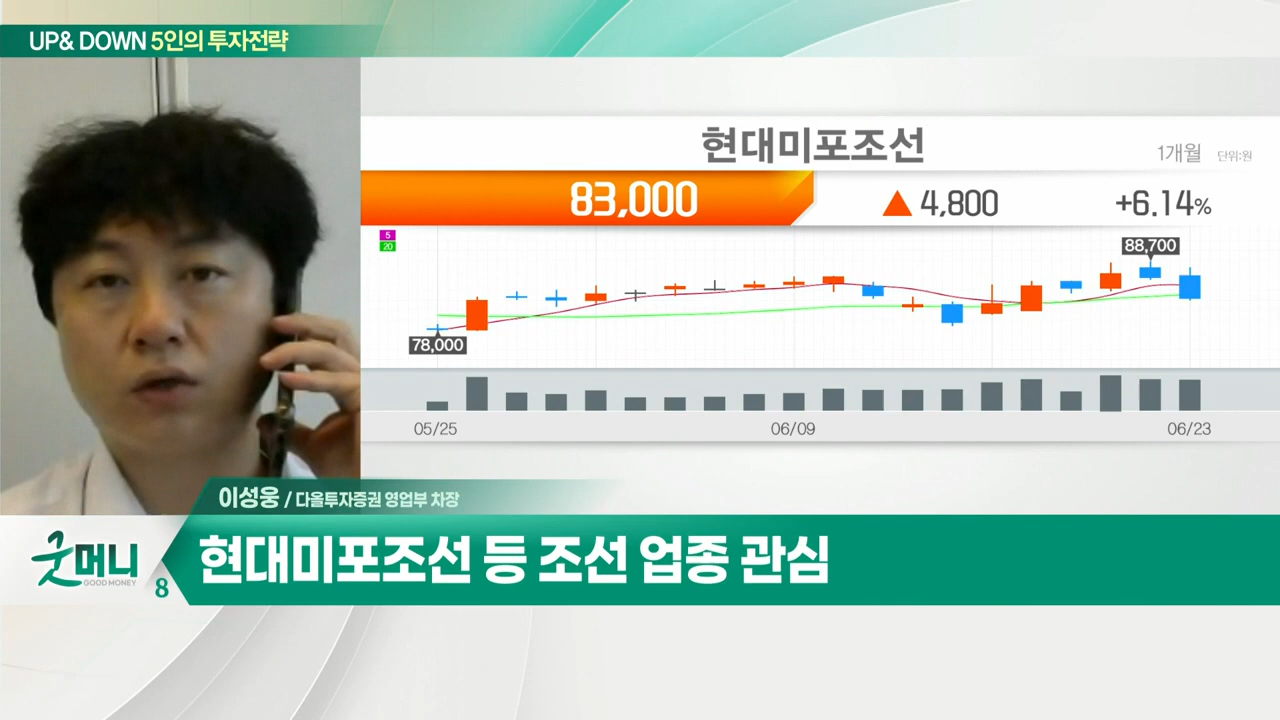 UP& DOWN 5인의 투자전략
현대미포조선
1개월 단위:원
83,000 ▲ 4,800 +6.14%
5
20
88,700
78,000
05/25 06/09 06/23
이성웅 / 다올투자증권 영업부 차장
굿머니
GOOD MONEY
8
현대미포조선 등 조선 업종 관심